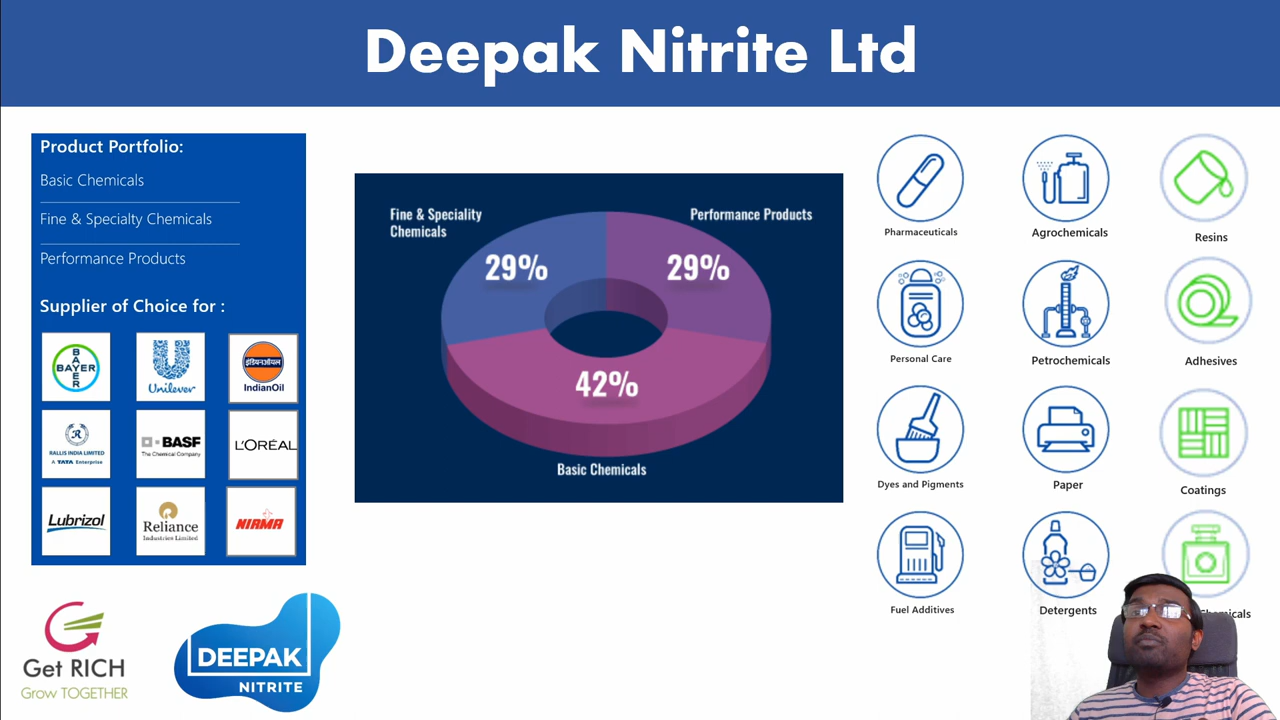 Deepak Nitrite Ltd
Product Portfolio:
Basic Chemicals
Fine & Specialty Chemicals
Performance Products
Supplier of Choice for :
BAYER
BAYER
Unilever
इंडियनऑयल
IndianOil
RALLIS INDIA LIMITED
A TATA Enterprise
BASF
The Chemical Company
L'ORÉAL
Lubrizol
Reliance
Industries Limited
NIRMA
Get RICH
Grow TOGETHER
DEEPAK
NITRITE
Fine & Speciality
Chemicals
Performance Products
29%
29%
42%
Basic Chemicals
Pharmaceuticals
Agrochemicals
Resins
Personal Care
Petrochemicals
Adhesives
Dyes and Pigments
Paper
Coatings
Fuel Additives
Detergents
Chemicals